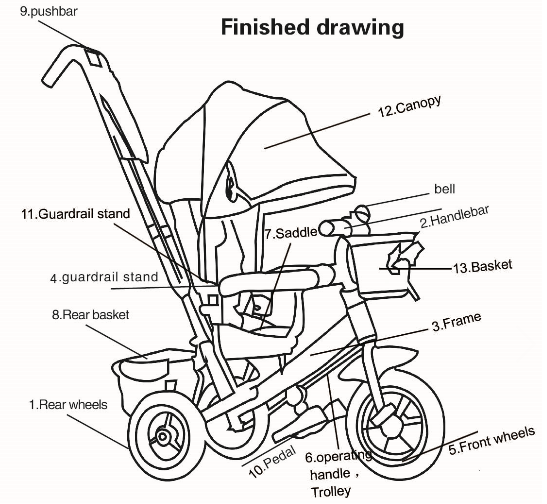 9.pushbar
Finished drawing
12.Canopy
bell
2.Handlebar
11.Guardrail stand
7.Saddle
13.Basket
4.guardrail stand
8.Rear basket
3.Frame
1.Rear wheels
5.Front wheels
10.Pedal
6.operating
handle ,
Trolley